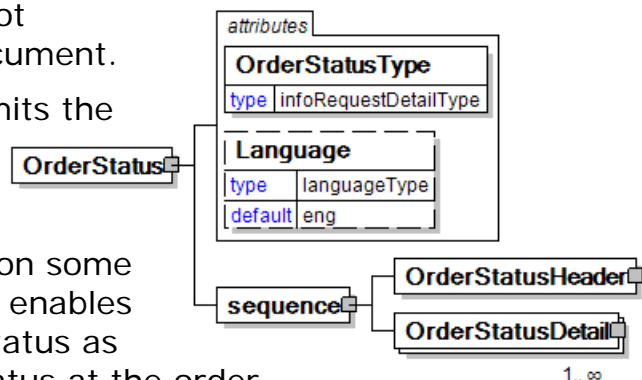 ot
cument.
nits the
on some
enables
tatus as
tus at the order
attributes
OrderStatusType
type infoRequestDetailType
Language
type languageType
default eng
OrderStatus
sequence
OrderStatusHeader
OrderStatusDetail
1..∞